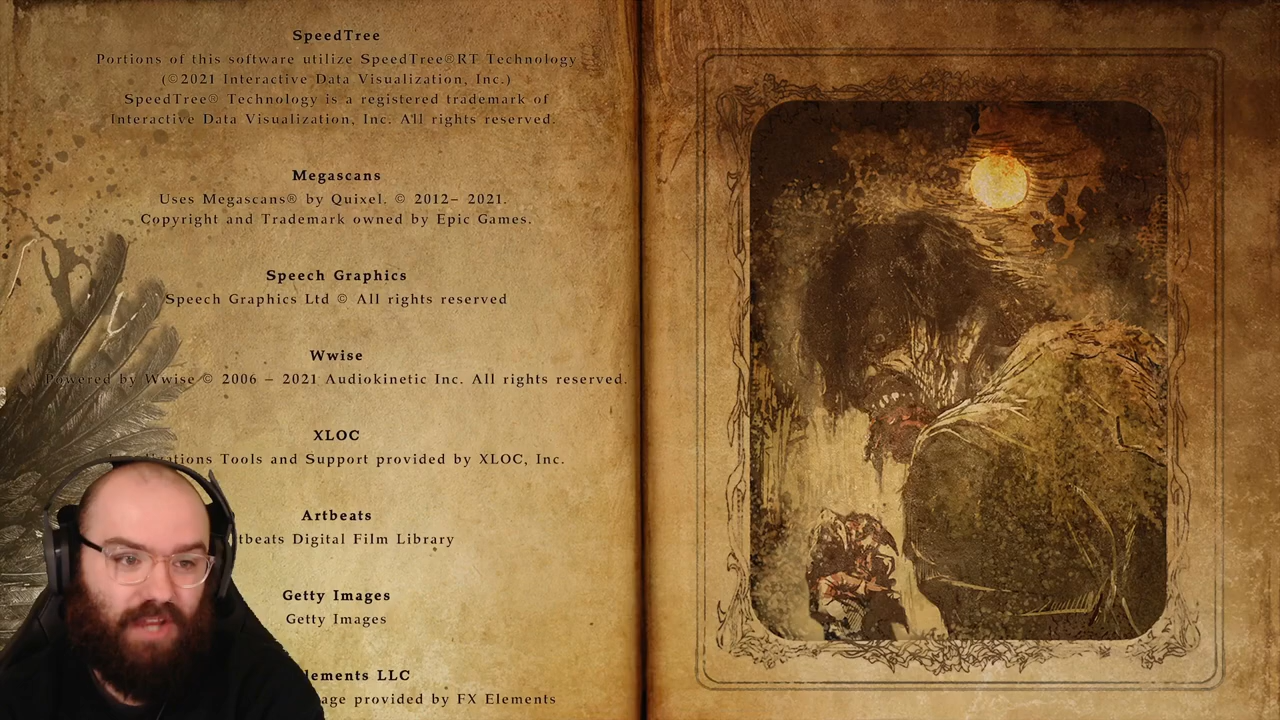 SpeedTree
Portions of this software utilize SpeedTree®RT Technology
(©2021 Interactive Data Visualization, Inc.)
SpeedTree® Technology is a registered trademark of
Interactive Data Visualization, Inc. All rights reserved.
Megascans
Uses Megascans® by Quixel. © 2012– 2021.
Copyright and Trademark owned by Epic Games.
Speech Graphics
Speech Graphics Ltd © All rights reserved
Wwise
Powered by Wwise © 2006 – 2021 Audiokinetic Inc. All rights reserved.
XLOC
Tools and Support provided by XLOC, Inc.
Artbeats
Digital Film Library
Getty Images
Getty Images
LLC
provided by FX Elements